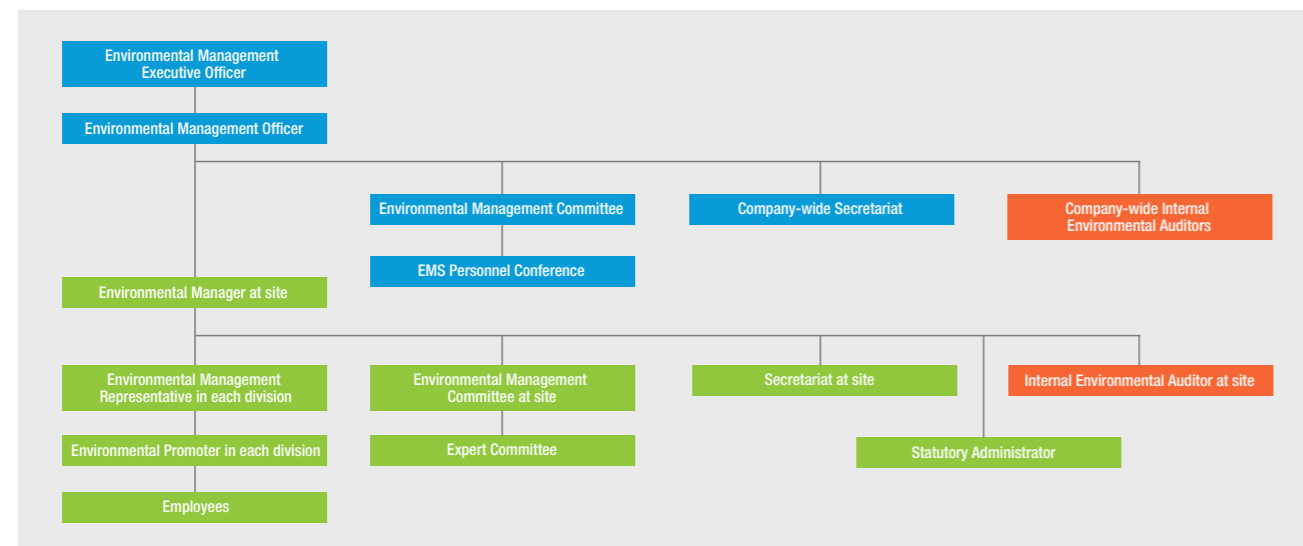 Environmental Management
Executive Officer
Environmental Management Officer
Environmental Management Committee
Company-wide Secretariat
Company-wide Internal
Environmental Auditors
EMS Personnel Conference
Environmental Manager at site
Environmental Management
Representative in each division
Environmental Management
Committee at site
Secretariat at site
Internal Environmental Auditor at site
Environmental Promoter in each division
Expert Committee
Statutory Administrator
Employees